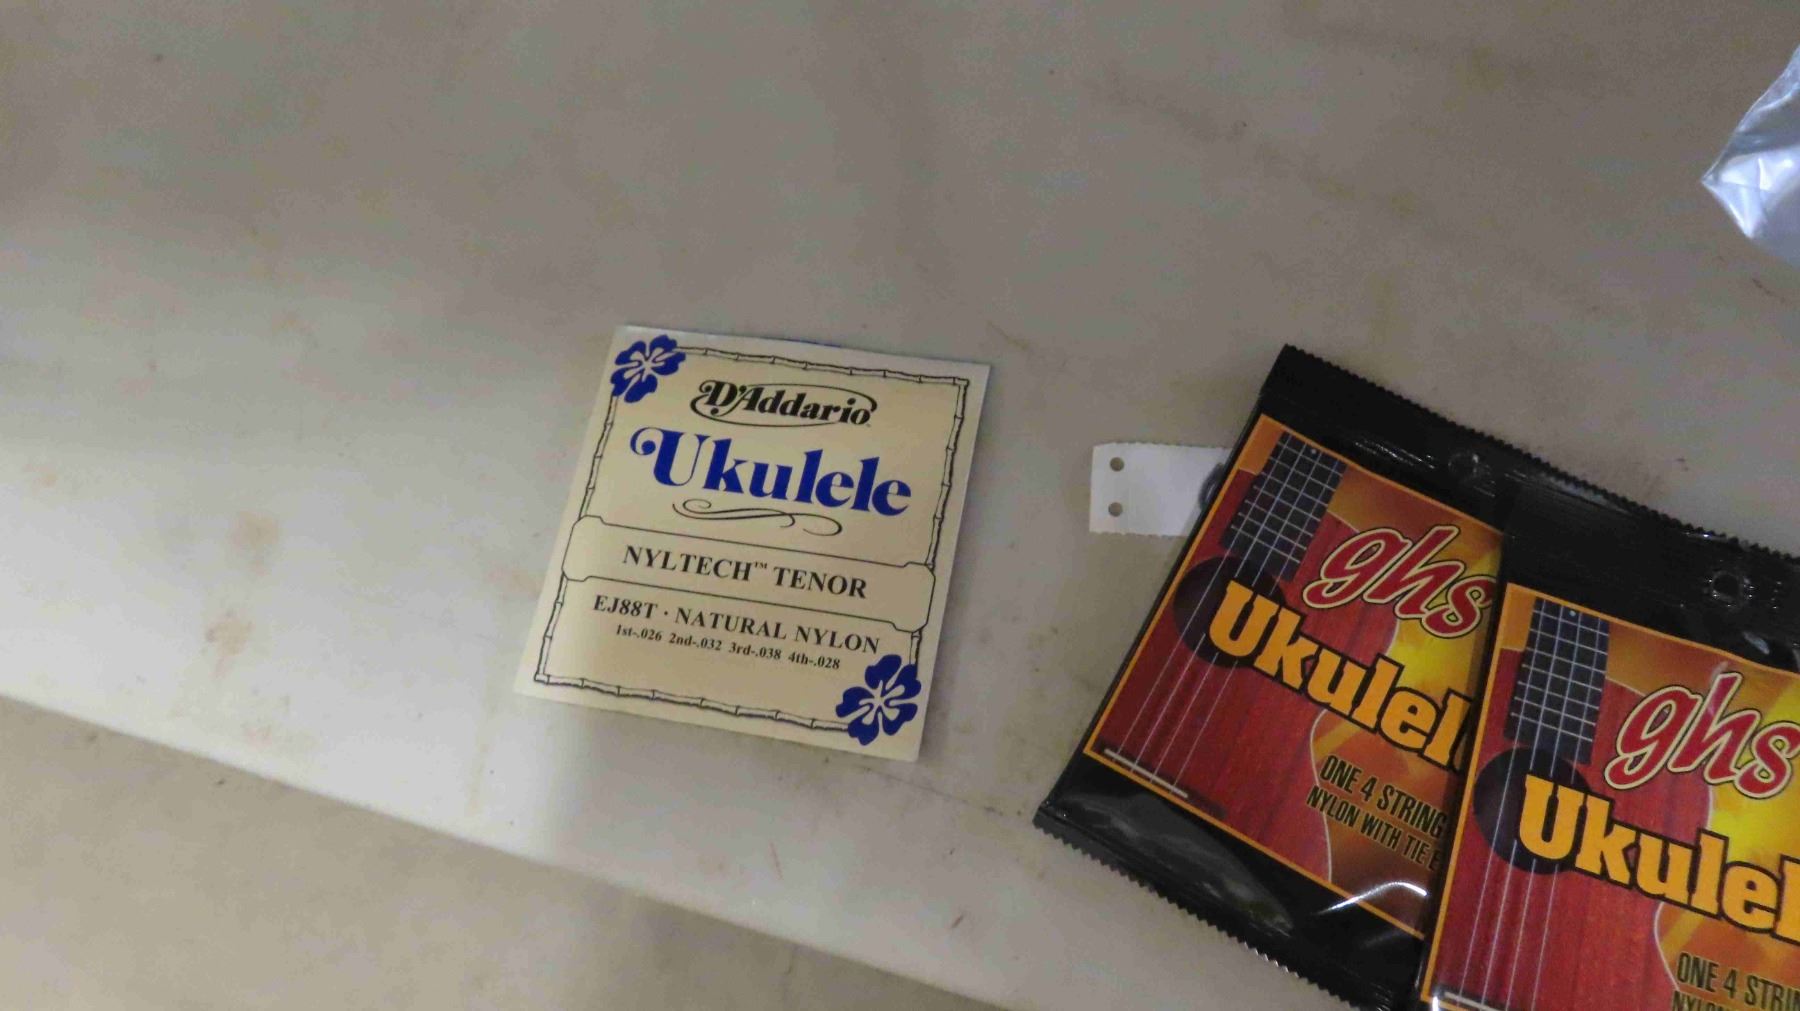 D'Addario
Ukulele
NYLTECH™ TENOR
EJ88T · NATURAL NYLON
1st-.026 2nd-.032 3rd-.038 4th-.028
ghs
Ukulel
ONE 4 STRING
NYLON WITH TIE E
ghs
Ukulel
ONE 4 STRIN
NYLON